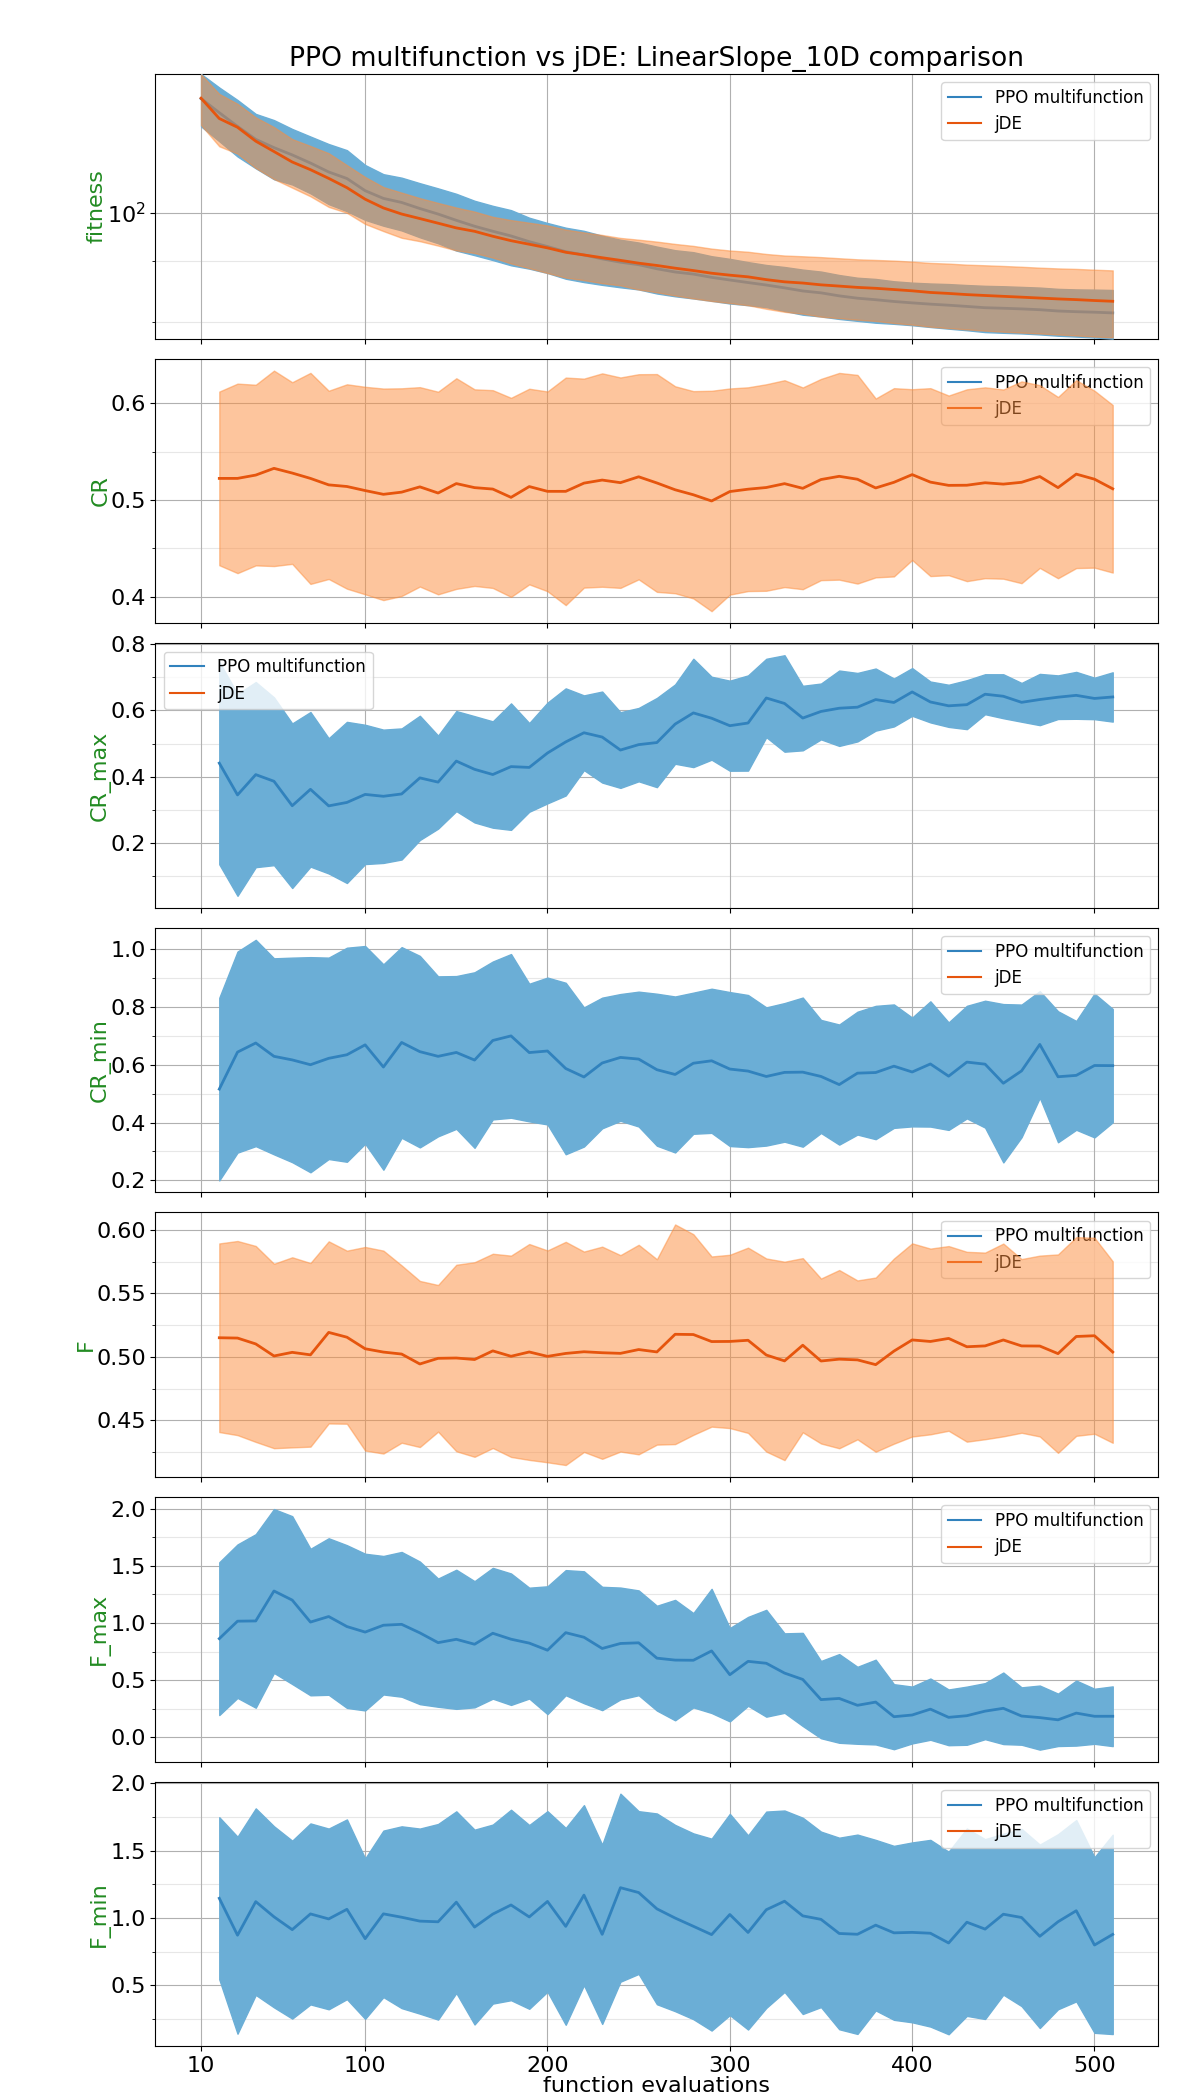 PPO multifunction vs jDE: LinearSlope_10D comparison
PPO multifunction
jDE
fitness
10²
PPO multifunction
jDE
CR
0.6
0.5
0.4
PPO multifunction
jDE
CR_max
0.8
0.6
0.4
0.2
PPO multifunction
jDE
CR_min
1.0
0.8
0.6
0.4
0.2
PPO multifunction
jDE
F
0.60
0.55
0.50
0.45
PPO multifunction
jDE
F_max
2.0
1.5
1.0
0.5
0.0
PPO multifunction
jDE
F_min
2.0
1.5
1.0
0.5
10 100 200 300 400 500
function evaluations